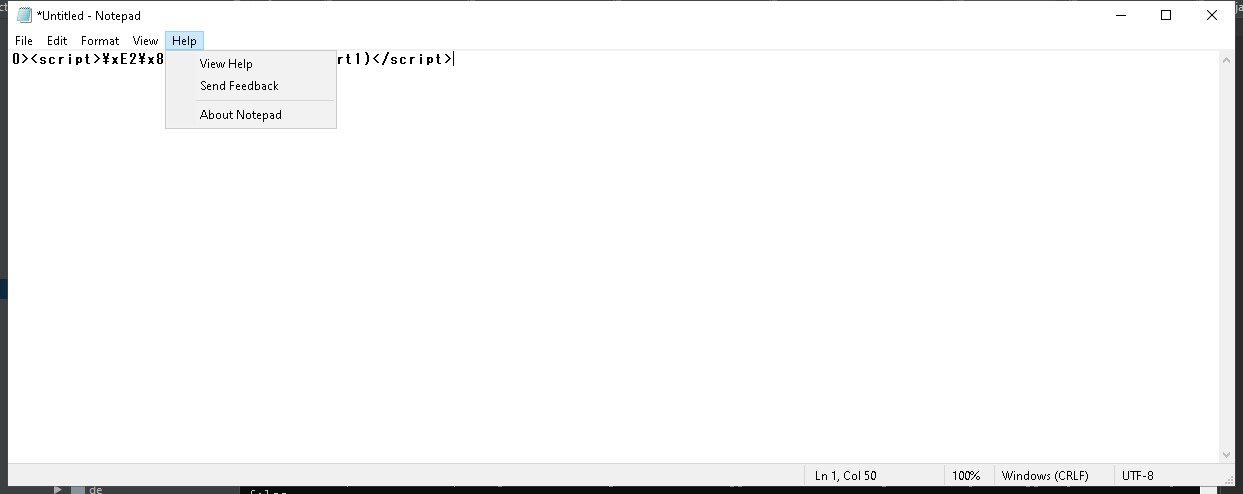 *Untitled - Notepad
File Edit Format View Help
0><script>¥xE2¥x8 rt1)</script>
View Help
Send Feedback
About Notepad
Ln 1, Col 50 100% Windows (CRLF) UTF-8
de